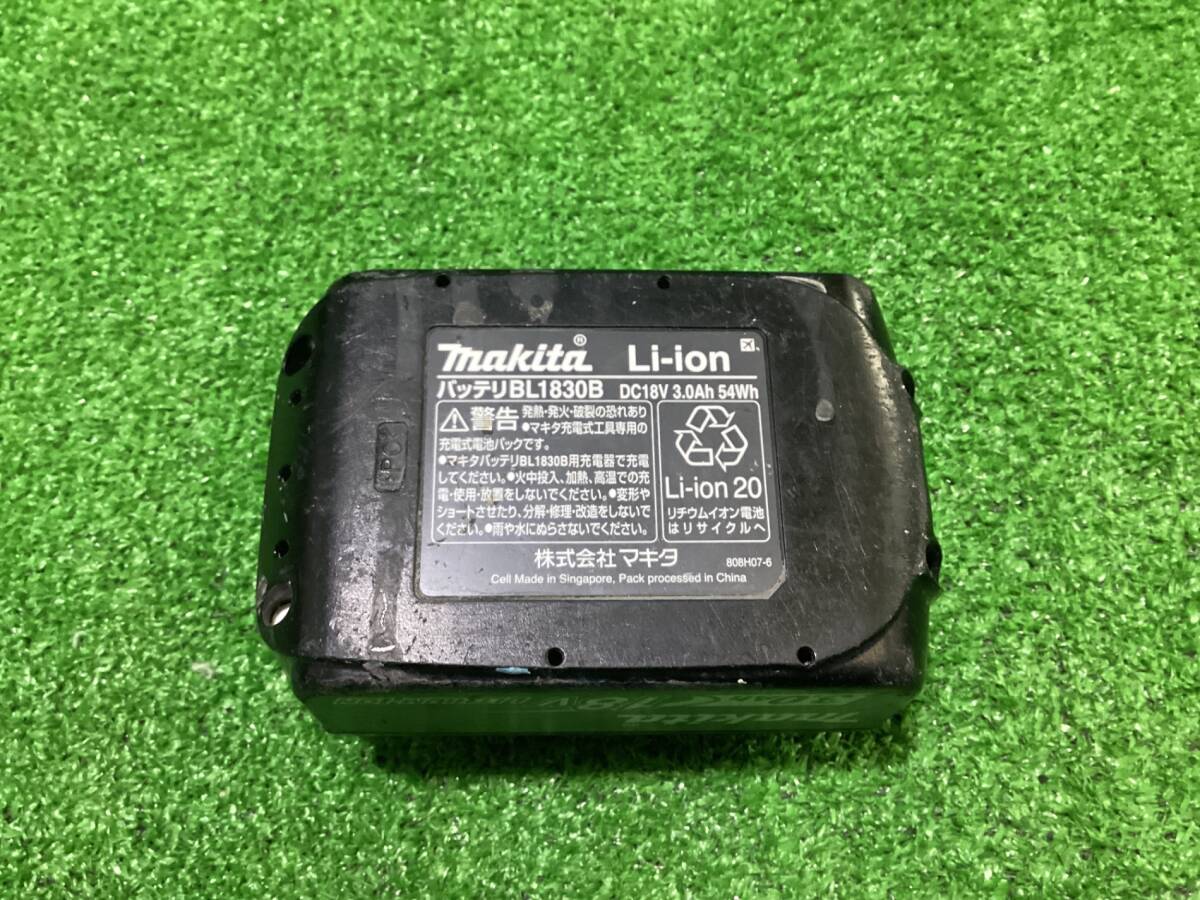 makita® Li-ion
バッテリBL1830B DC18V 3.0Ah 54Wh
警告 発熱・発火・破裂の恐れあり
●マキタ充電式工具専用の
充電式電池パックです。
●マキタバッテリBL1830B用充電器で充電
してください。●火中投入、加熱、高温での充
電・使用・放置をしないでください。●変形や
ショートさせたり、分解・修理・改造をしないで
ください。●雨や水にぬらさないでください。
Li-ion 20
リチウムイオン電池
はリサイクルへ
株式会社マキタ
808H07-6
Cell Made in Singapore, Pack processed in China
>PC<
makita
18V